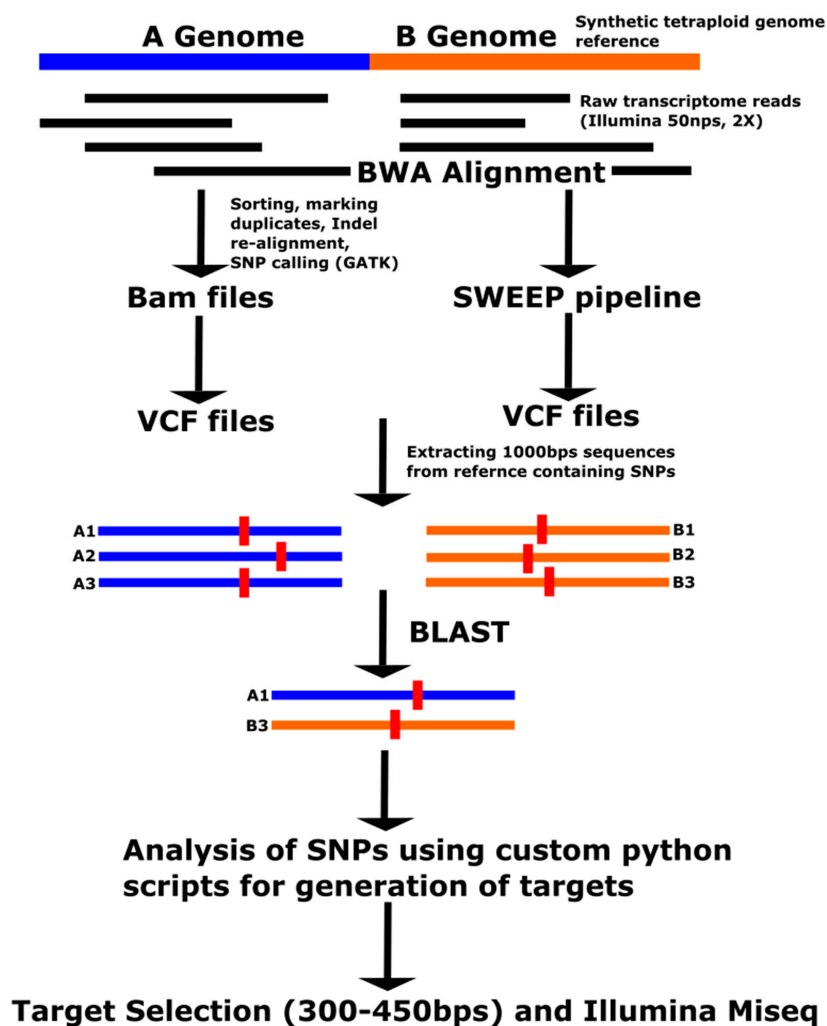 A Genome
B Genome
Synthetic tetraploid genome
reference
Raw transcriptome reads
(Illumina 50nps, 2X)
BWA Alignment
Sorting, marking
duplicates, Indel
re-alignment,
SNP calling (GATK)
Bam files
SWEEP pipeline
VCF files
VCF files
Extracting 1000bps sequences
from refernce containing SNPs
A1
A2
A3
B1
B2
B3
BLAST
A1
B3
Analysis of SNPs using custom python
scripts for generation of targets
Target Selection (300-450bps) and Illumina Miseq